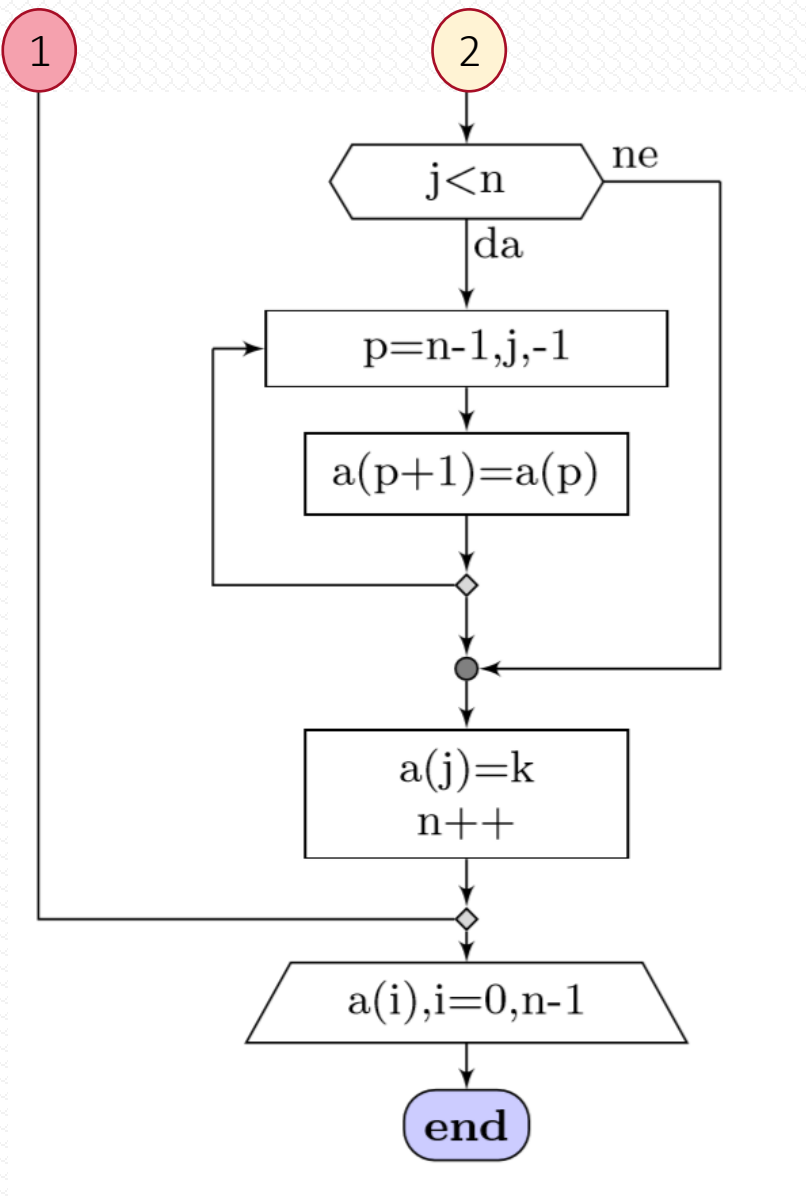 1
2
j<n
ne
da
p=n-1,j,-1
a(p+1)=a(p)
a(j)=k
n++
a(i),i=0,n-1
end